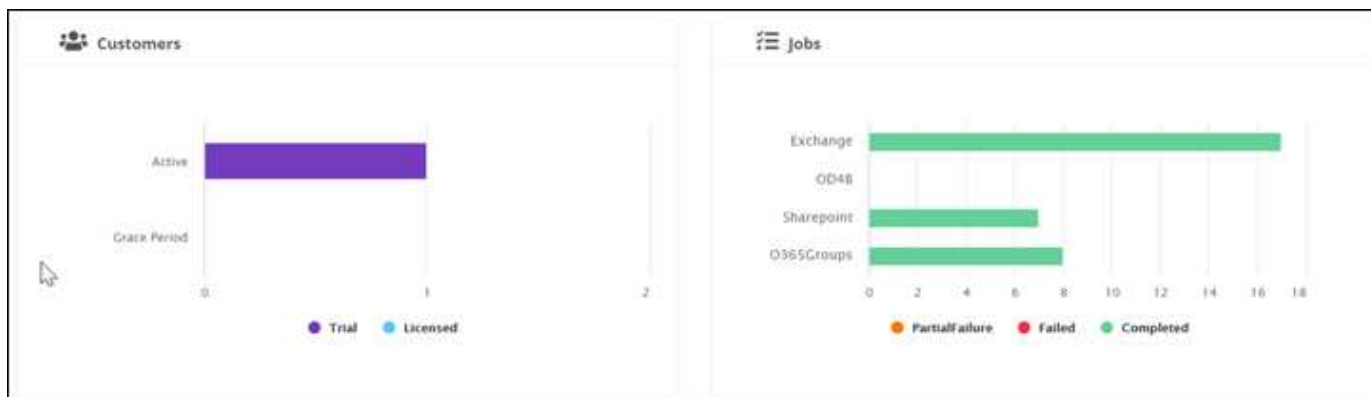 Customers
Active
Grace Period
0 1 2
Trial Licensed
Jobs
Exchange
OD4B
Sharepoint
O365Groups
0 2 4 6 8 10 12 14 16 18
PartialFailure Failed Completed